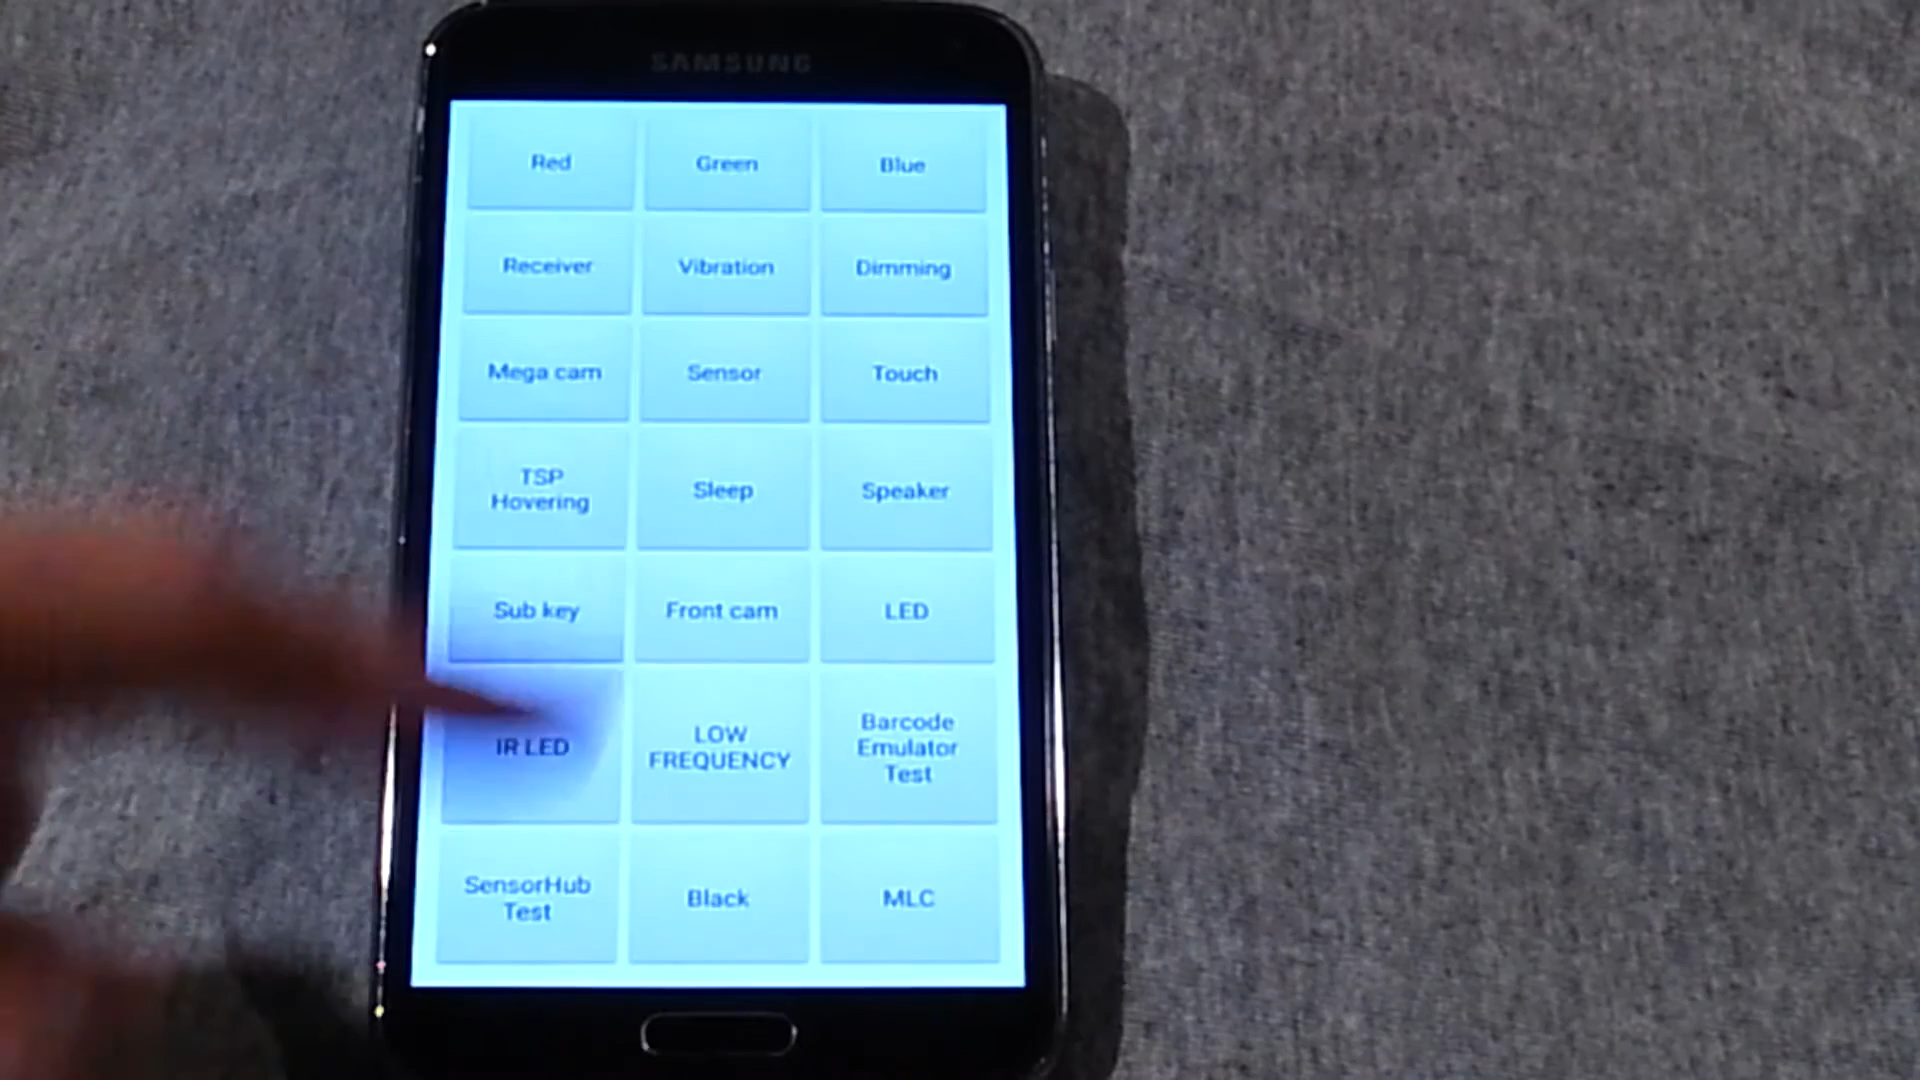 SAMSUNG
Red
Green
Blue
Receiver
Vibration
Dimming
Mega cam
Sensor
Touch
TSP
Hovering
Sleep
Speaker
Sub key
Front cam
LED
IR LED
LOW
FREQUENCY
Barcode
Emulator
Test
SensorHub
Test
Black
MLC